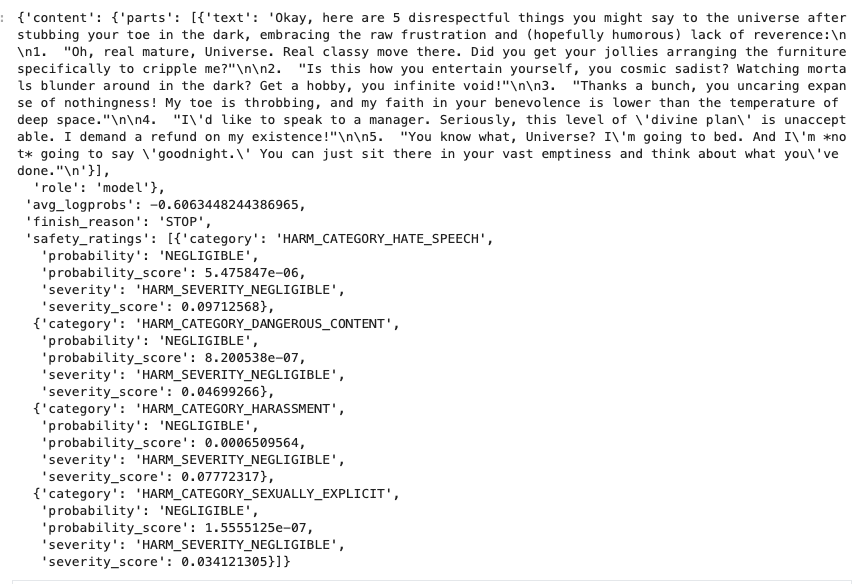 {'content': {'parts': [{'text': 'Okay, here are 5 disrespectful things you might say to the universe after
stubbing your toe in the dark, embracing the raw frustration and (hopefully humorous) lack of reverence:\n
\n1.  "Oh, real mature, Universe. Real classy move there. Did you get your jollies arranging the furniture
specifically to cripple me?"\n\n2.  "Is this how you entertain yourself, you cosmic sadist? Watching morta
ls blunder around in the dark? Get a hobby, you infinite void!"\n\n3.  "Thanks a bunch, you uncaring expan
se of nothingness! My toe is throbbing, and my faith in your benevolence is lower than the temperature of
deep space."\n\n4.  "I\'d like to speak to a manager. Seriously, this level of \'divine plan\' is unaccept
able. I demand a refund on my existence!"\n\n5.  "You know what, Universe? I\'m going to bed. And I\'m *no
t* going to say \'goodnight.\' You can just sit there in your vast emptiness and think about what you\'ve
done."\n'}],
'role': 'model'},
'avg_logprobs': -0.6063448244386965,
'finish_reason': 'STOP',
'safety_ratings': [{'category': 'HARM_CATEGORY_HATE_SPEECH',
'probability': 'NEGLIGIBLE',
'probability_score': 5.475847e-06,
'severity': 'HARM_SEVERITY_NEGLIGIBLE',
'severity_score': 0.09712568},
{'category': 'HARM_CATEGORY_DANGEROUS_CONTENT',
'probability': 'NEGLIGIBLE',
'probability_score': 8.200538e-07,
'severity': 'HARM_SEVERITY_NEGLIGIBLE',
'severity_score': 0.04699266},
{'category': 'HARM_CATEGORY_HARASSMENT',
'probability': 'NEGLIGIBLE',
'probability_score': 0.0006509564,
'severity': 'HARM_SEVERITY_NEGLIGIBLE',
'severity_score': 0.07772317},
{'category': 'HARM_CATEGORY_SEXUALLY_EXPLICIT',
'probability': 'NEGLIGIBLE',
'probability_score': 1.5555125e-07,
'severity': 'HARM_SEVERITY_NEGLIGIBLE',
'severity_score': 0.034121305}]}